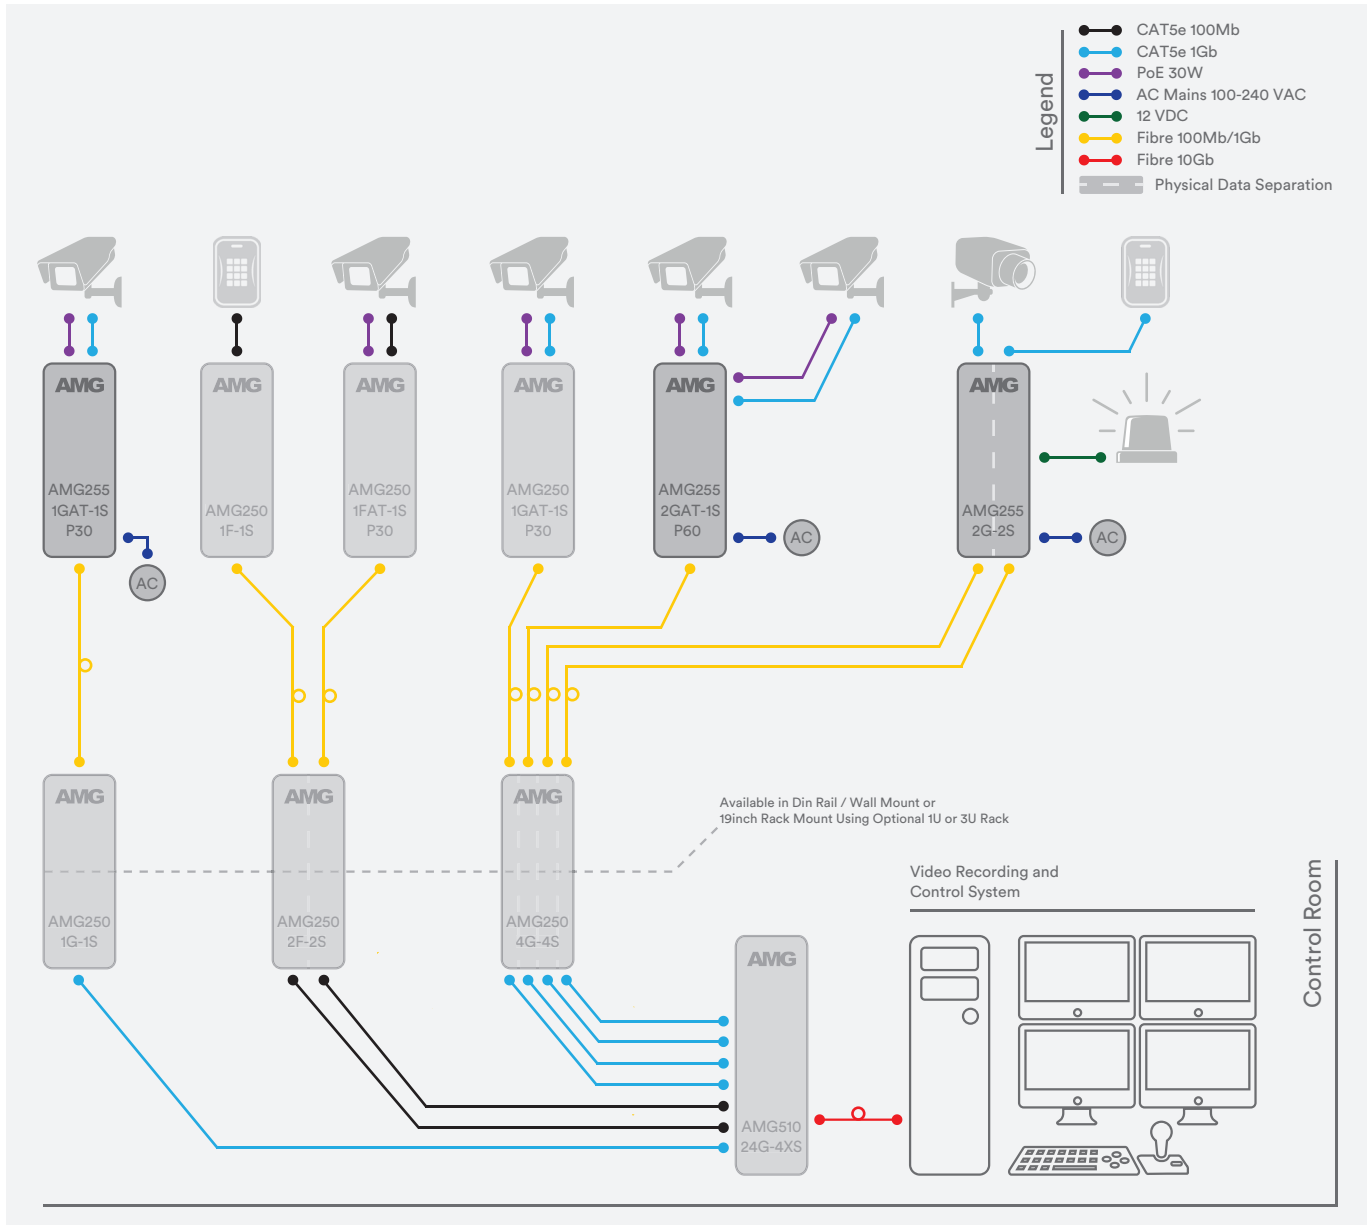 CAT5e 100Mb
CAT5e 1Gb
PoE 30W
AC Mains 100-240 VAC
12 VDC
Fibre 100Mb/1Gb
Fibre 10Gb
Physical Data Separation
Legend
AMG
AMG255
1GAT-1S
P30
AC
AMG
AMG250
1F-1S
AMG
AMG250
1FAT-1S
P30
AMG
AMG250
1GAT-1S
P30
AMG
AMG255
2GAT-1S
P60
AC
AMG
AMG255
2G-2S
AC
AMG
AMG250
1G-1S
AMG
AMG250
2F-2S
AMG
AMG250
4G-4S
Available in Din Rail / Wall Mount or
19inch Rack Mount Using Optional 1U or 3U Rack
AMG
AMG510
24G-4XS
Video Recording and
Control System
Control Room